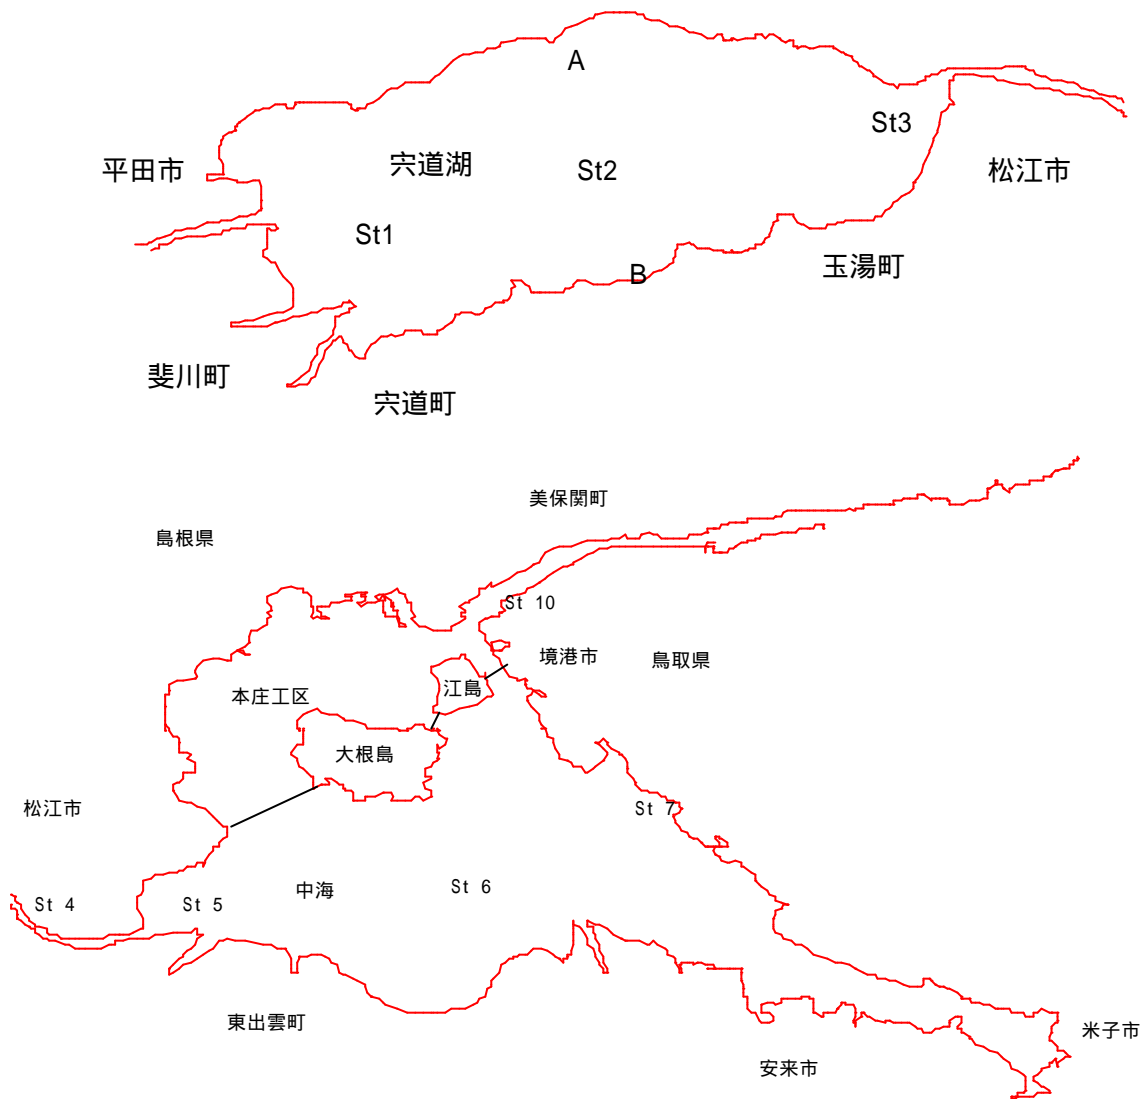 A
St3
平田市
宍道湖
St2
松江市
St1
B
玉湯町
斐川町
宍道町
美保関町
島根県
St 10
境港市
鳥取県
江島
本庄工区
大根島
松江市
St 7
中海
St 6
St 4
St 5
東出雲町
米子市
安来市